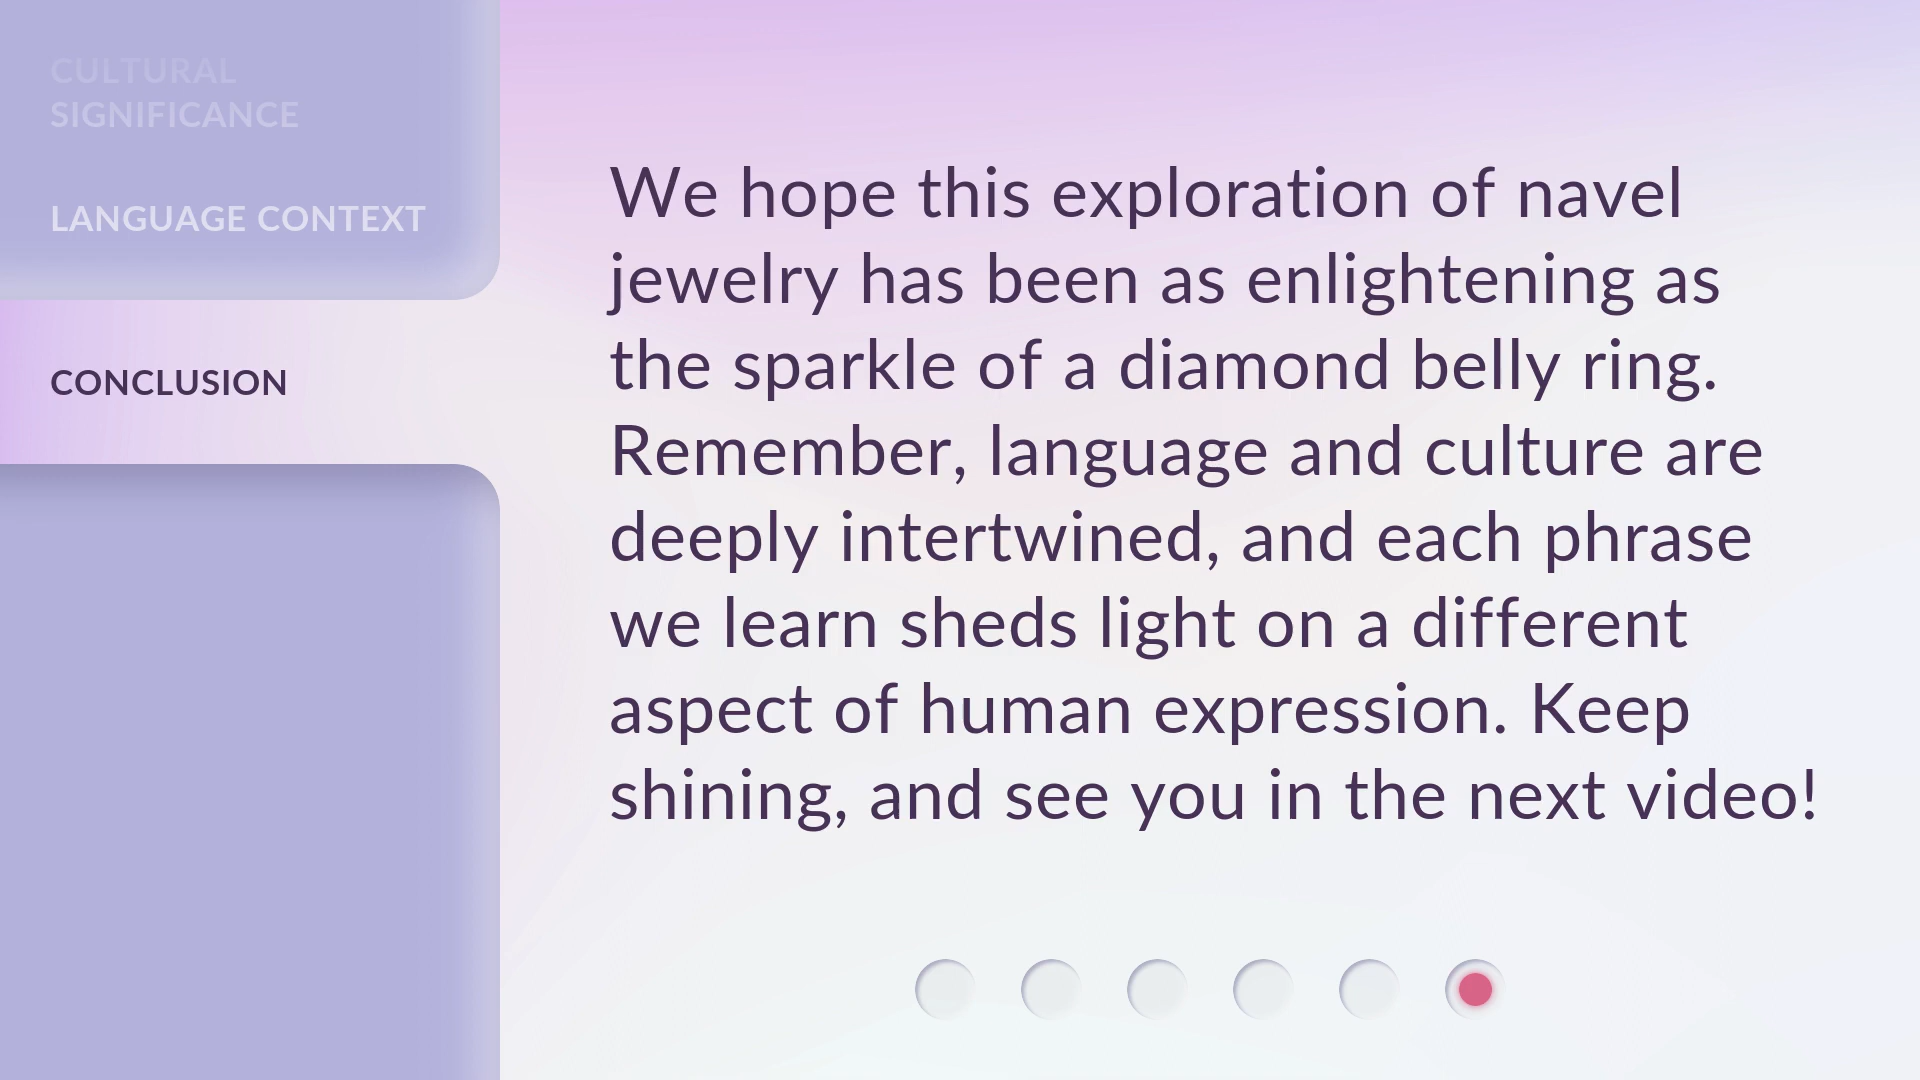 CULTURAL
SIGNIFICANCE
LANGUAGE CONTEXT
CONCLUSION
We hope this exploration of navel
jewelry has been as enlightening as
the sparkle of a diamond belly ring.
Remember, language and culture are
deeply intertwined, and each phrase
we learn sheds light on a different
aspect of human expression. Keep
shining, and see you in the next video!